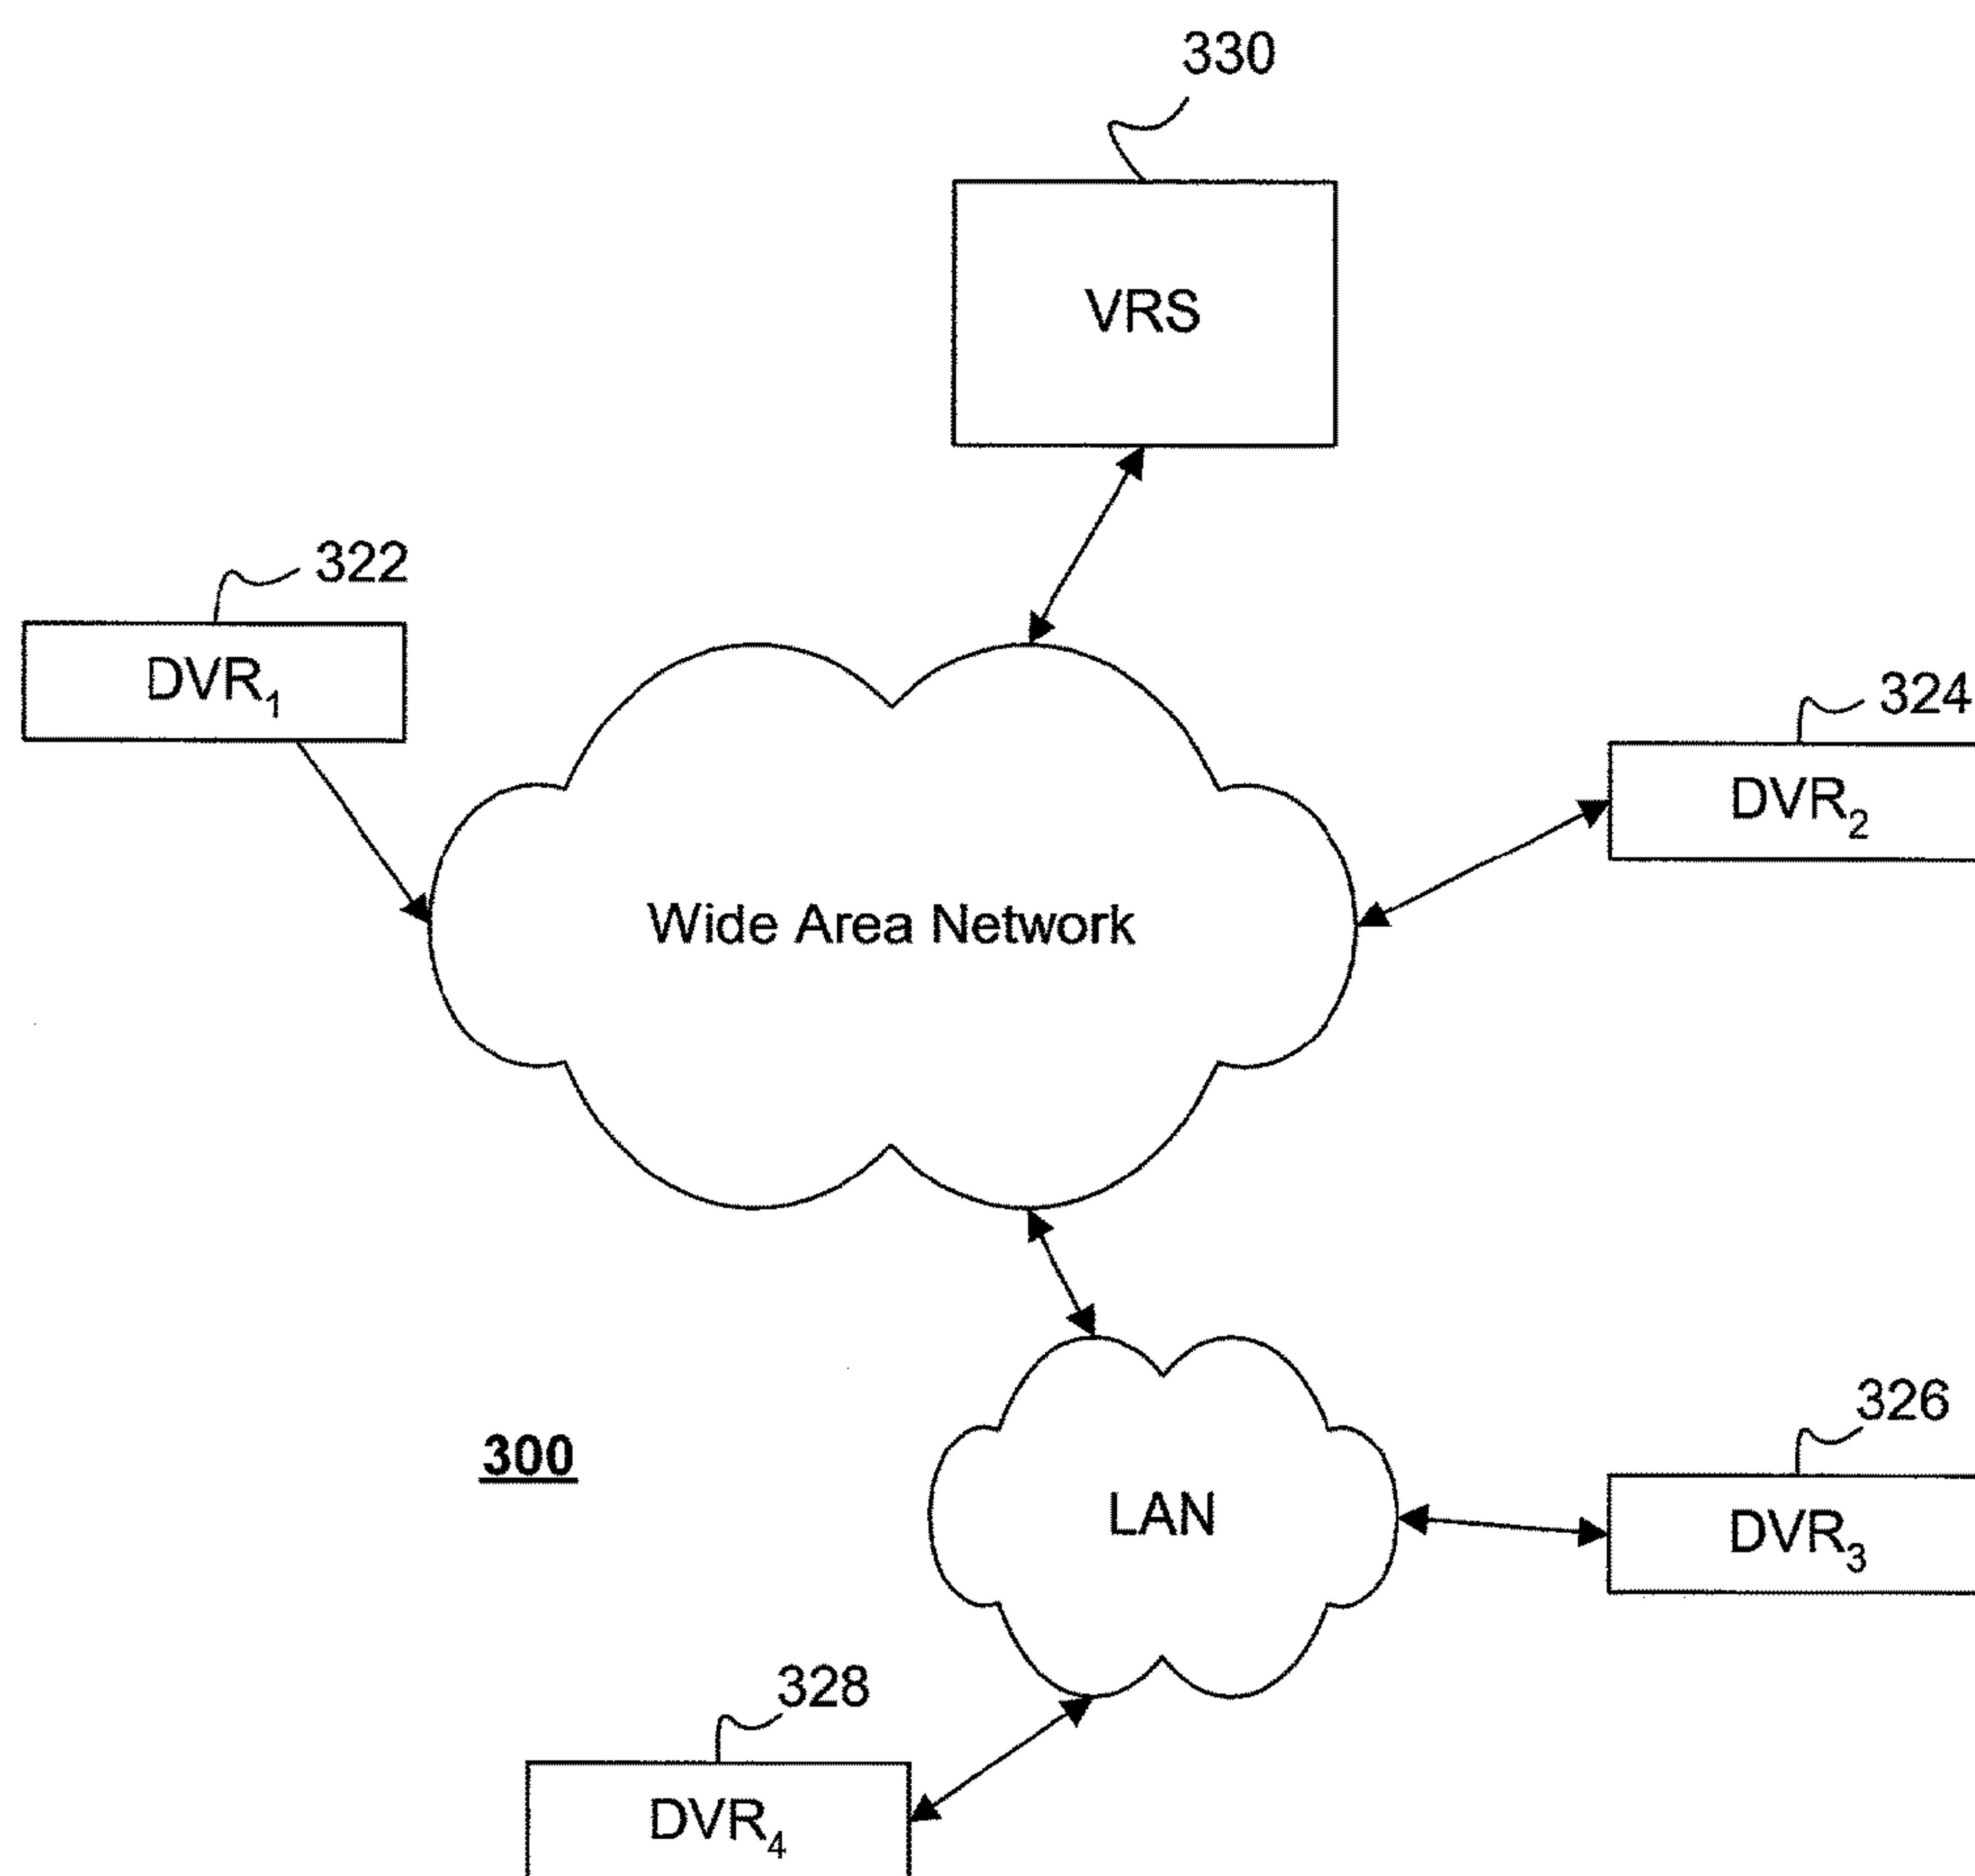 330
VRS
322
DVR₁
324
DVR₂
Wide Area Network
326
300
LAN
DVR₃
328
DVR₄